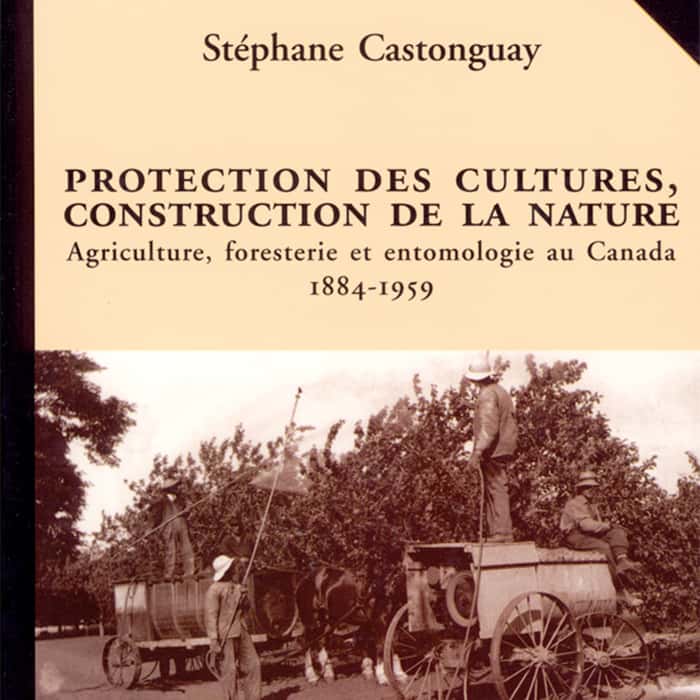 Stéphane Castonguay
PROTECTION DES CULTURES,
CONSTRUCTION DE LA NATURE
Agriculture, foresterie et entomologie au Canada
1884-1959